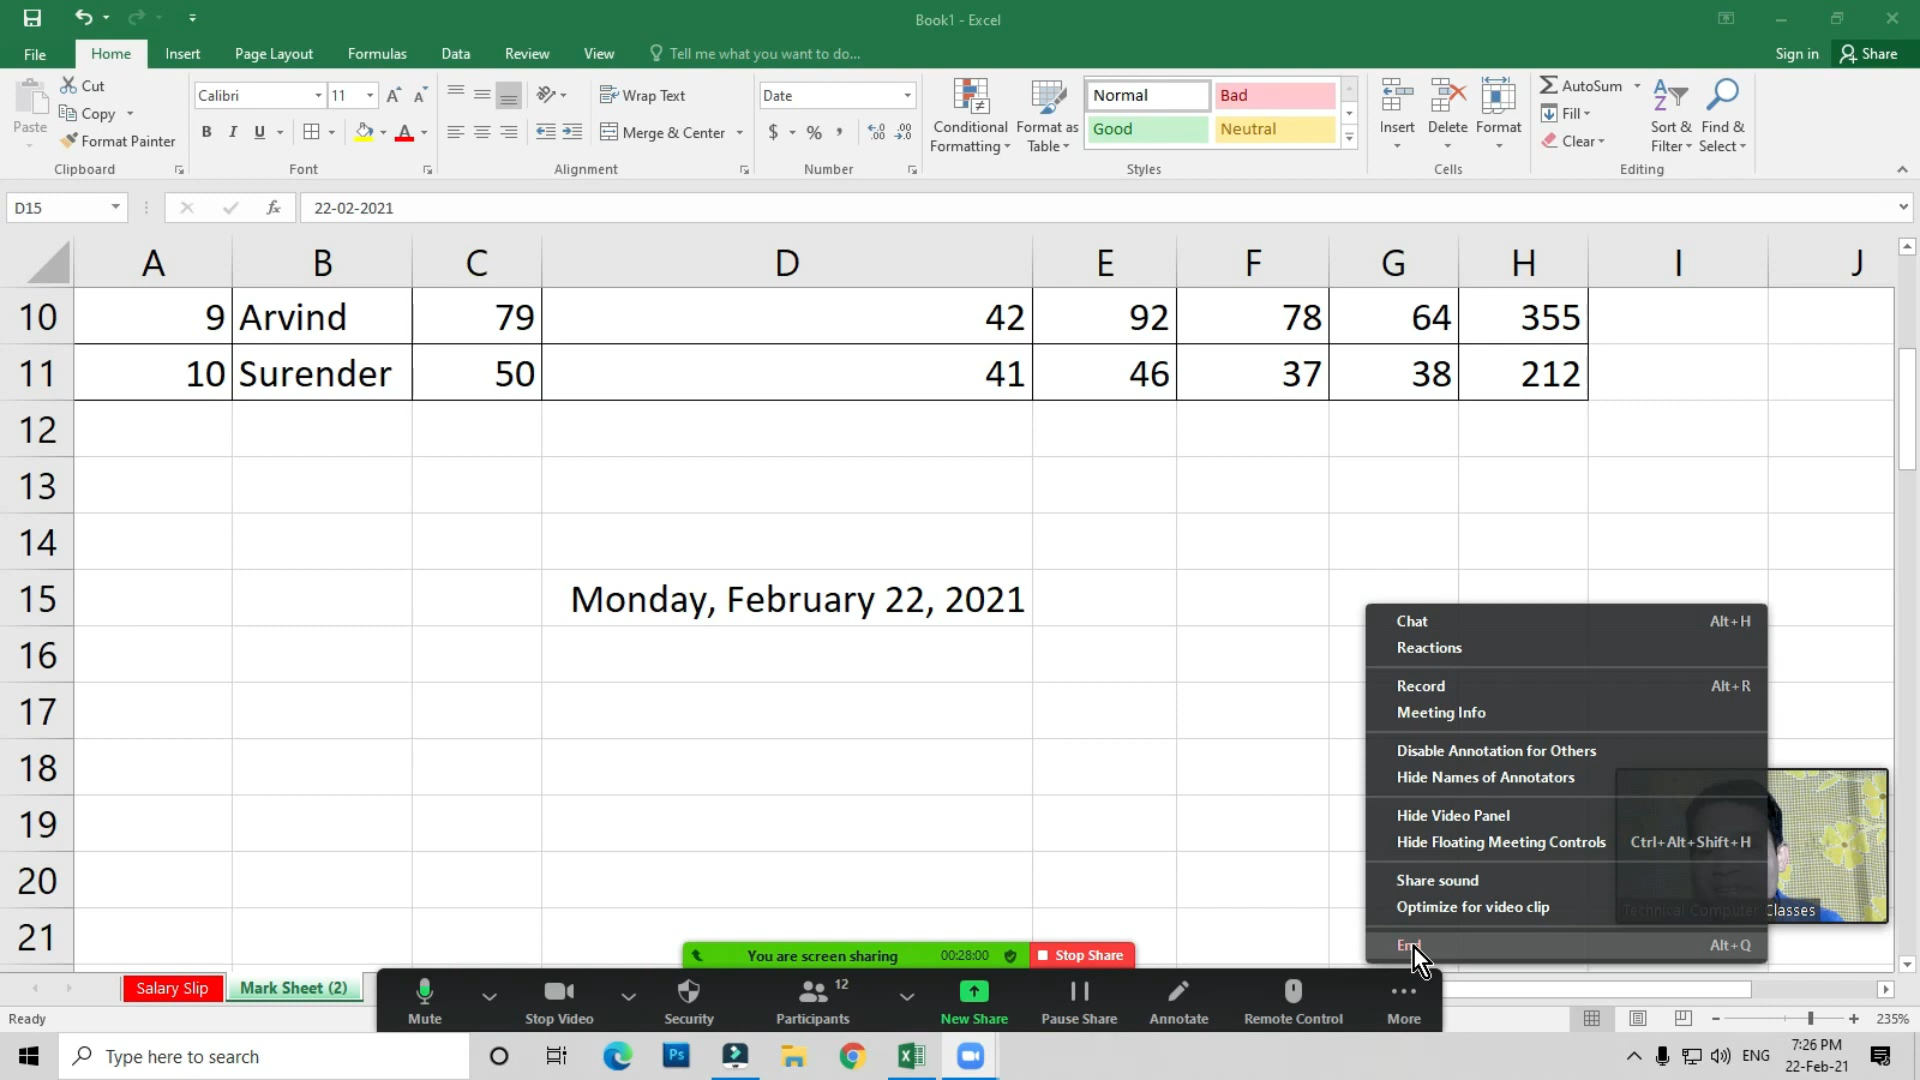 Book1 - Excel
File Home Insert Page Layout Formulas Data Review View Tell me what you want to do... Sign in Share
Paste
Cut
Copy
Format Painter
Clipboard
Calibri 11
B I U A
Font
Wrap Text
Merge & Center
Alignment
Date
$ % ,
Number
Conditional Formatting
Format as Table
Normal Bad
Good Neutral
Styles
Insert Delete Format
Cells
AutoSum
Fill
Clear
Sort & Filter
Find & Select
Editing
D15 fx 22-02-2021
A B C D E F G H I J
10 9 Arvind 79 42 92 78 64 355
11 10 Surender 50 41 46 37 38 212
12
13
14
15 Monday, February 22, 2021
16
17
18
19
20
21
Chat Alt+H
Reactions
Record Alt+R
Meeting Info
Disable Annotation for Others
Hide Names of Annotators
Hide Video Panel
Hide Floating Meeting Controls Ctrl+Alt+Shift+H
Share sound
Optimize for video clip
End Alt+Q
Technical Computer Classes
You are screen sharing 00:28:00 Stop Share
Salary Slip Mark Sheet (2)
Mute Stop Video Security Participants 12 New Share Pause Share Annotate Remote Control More
Ready 235%
Type here to search
Ps
ENG
7:26 PM
22-Feb-21